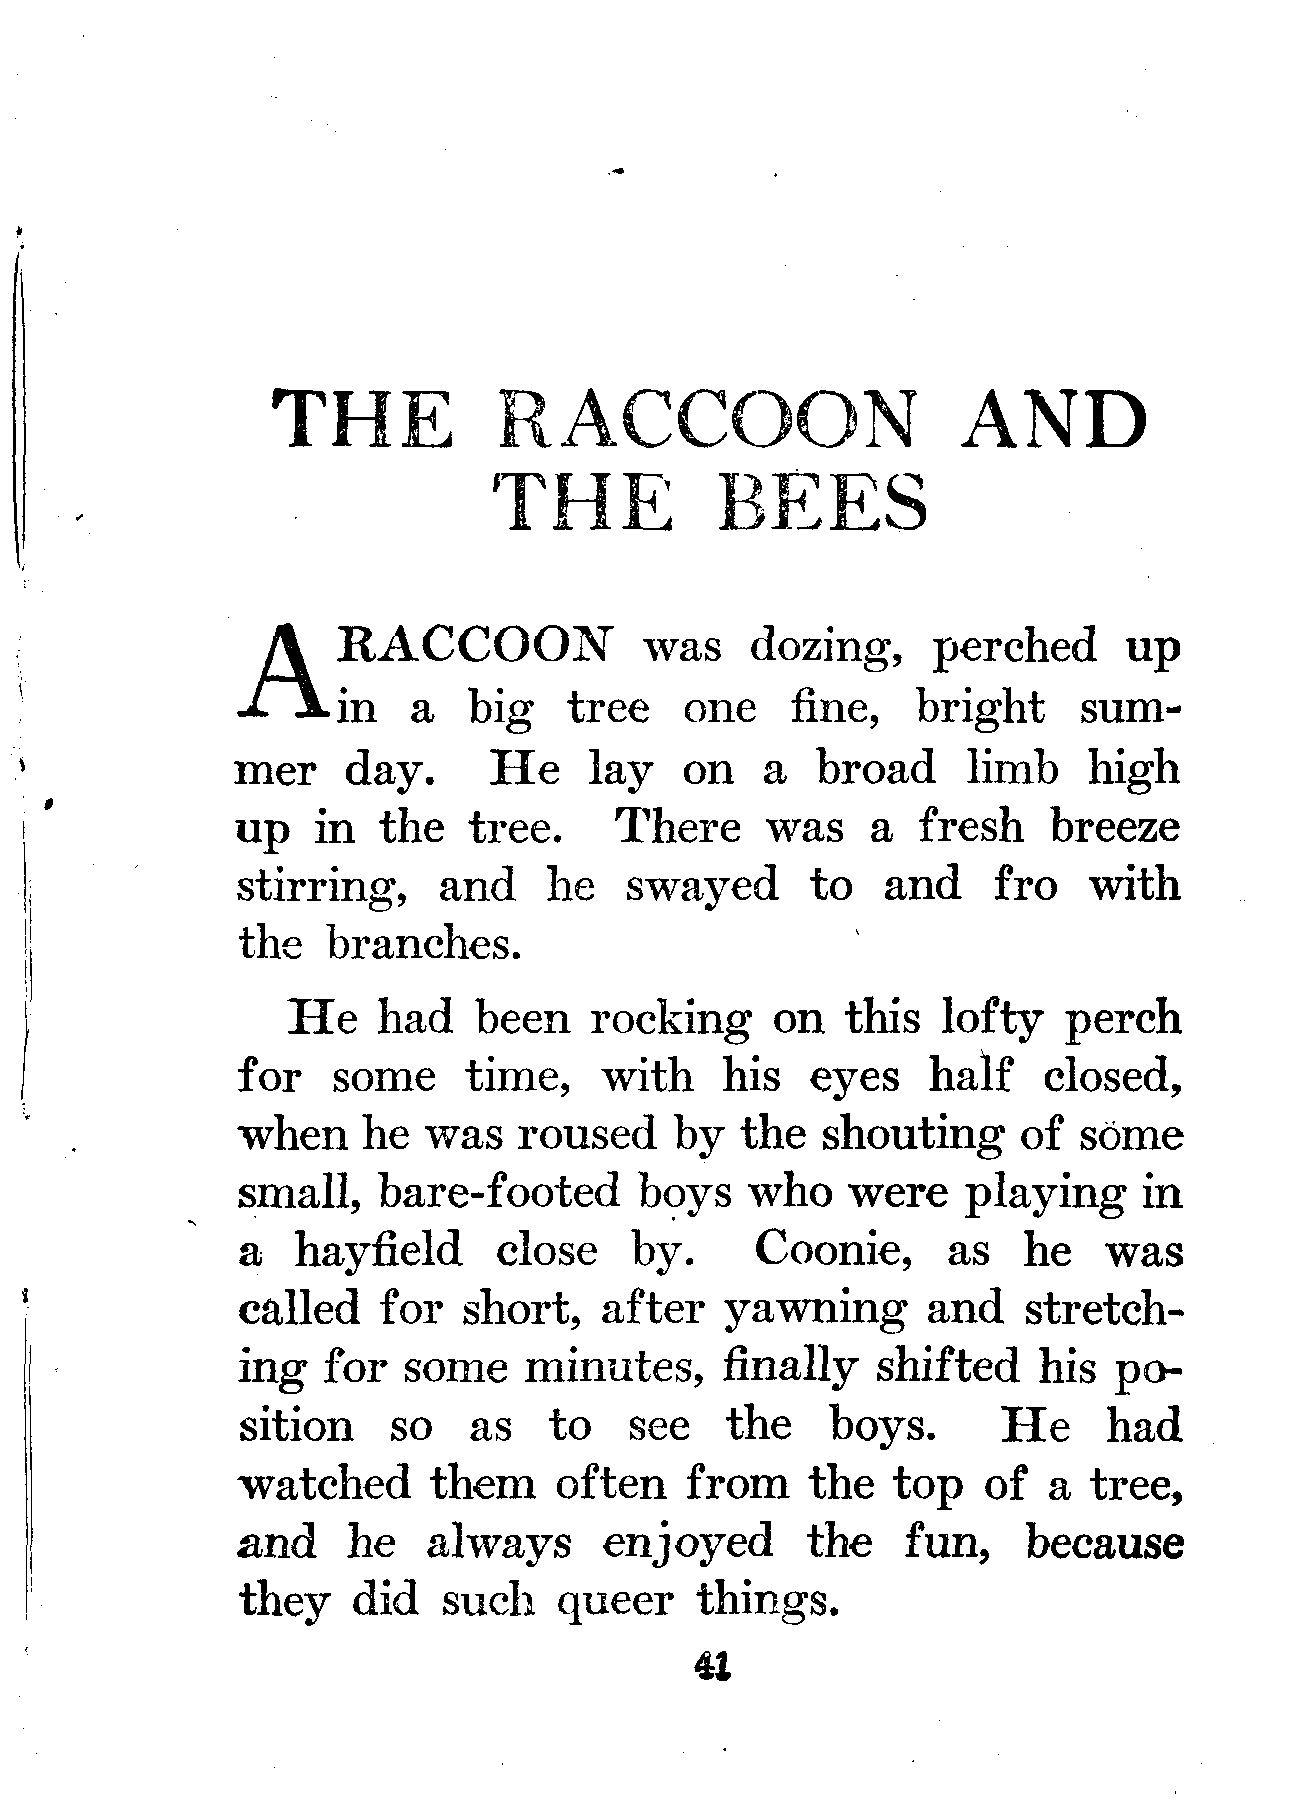 THE RACCOON AND
THE BEES
A RACCOON was dozing, perched up
in a big tree one fine, bright sum-
mer day. He lay on a broad limb high
up in the tree. There was a fresh breeze
stirring, and he swayed to and fro with
the branches.
He had been rocking on this lofty perch
for some time, with his eyes half closed,
when he was roused by the shouting of some
small, bare-footed boys who were playing in
a hayfield close by. Coonie, as he was
called for short, after yawning and stretch-
ing for some minutes, finally shifted his po-
sition so as to see the boys. He had
watched them often from the top of a tree,
and he always enjoyed the fun, because
they did such queer things.
41